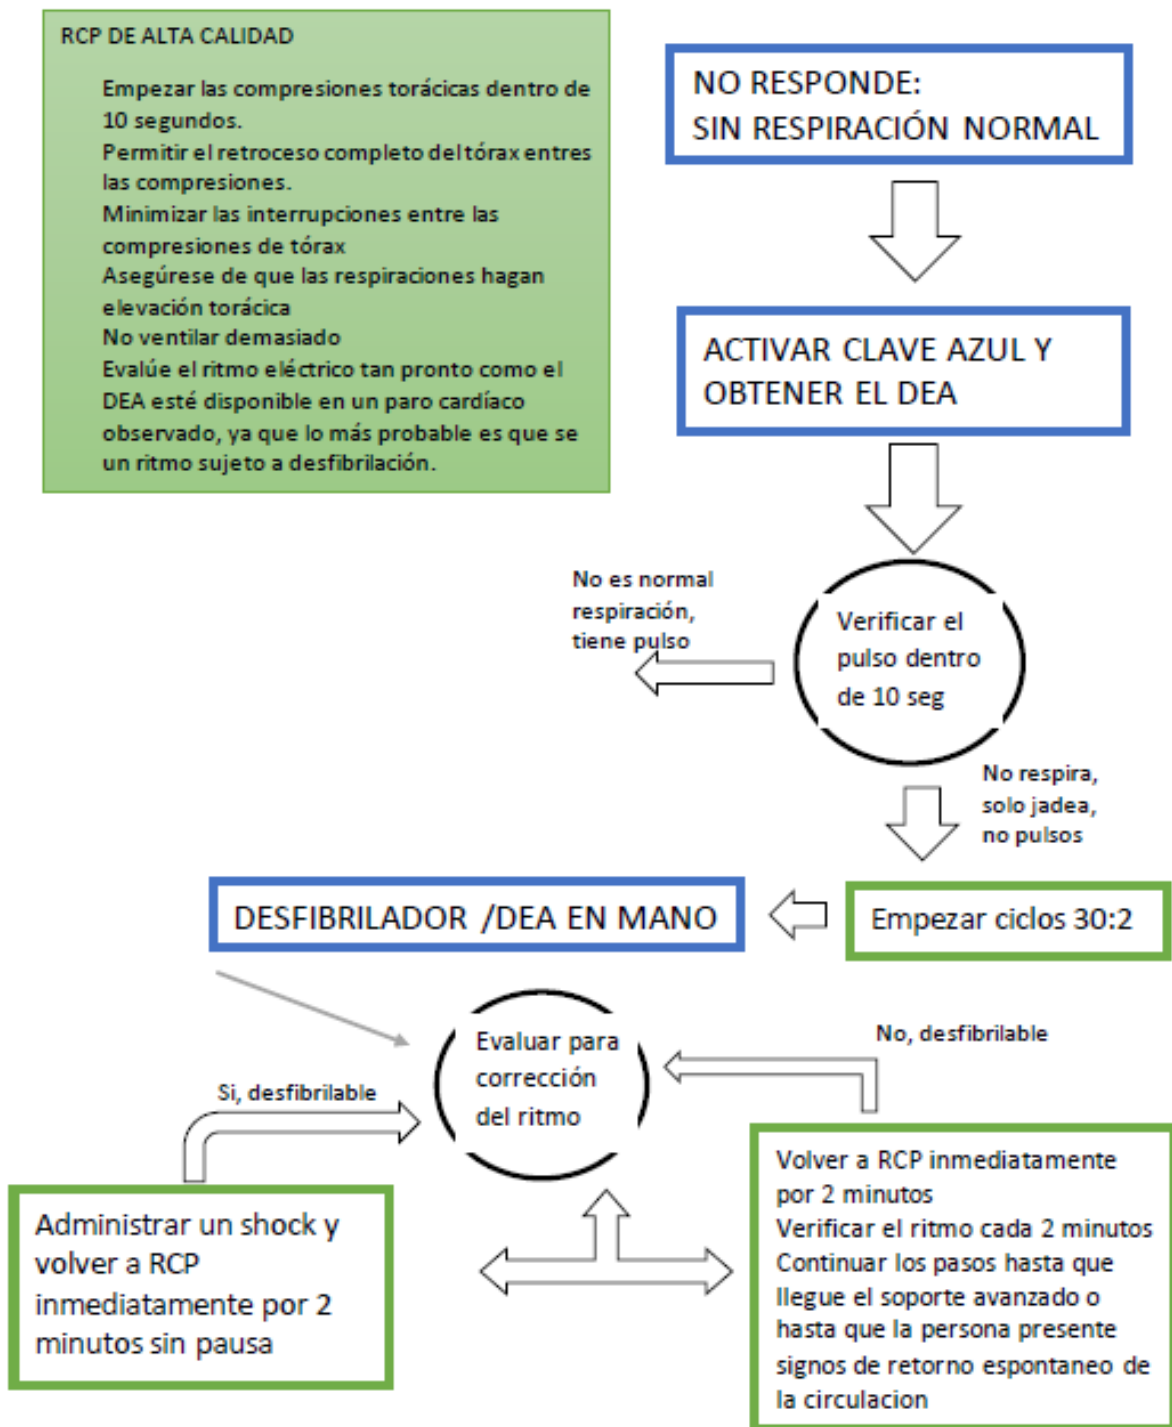 RCP DE ALTA CALIDAD
Empezar las compresiones torácicas dentro de
10 segundos.
Permitir el retroceso completo del tórax entres
las compresiones.
Minimizar las interrupciones entre las
compresiones de tórax
Asegúrese de que las respiraciones hagan
elevación torácica
No ventilar demasiado
Evalúe el ritmo eléctrico tan pronto como el
DEA esté disponible en un paro cardíaco
observado, ya que lo más probable es que se
un ritmo sujeto a desfibrilación.
NO RESPONDE:
SIN RESPIRACIÓN NORMAL
ACTIVAR CLAVE AZUL Y
OBTENER EL DEA
No es normal
respiración,
tiene pulso
Verificar el
pulso dentro
de 10 seg
No respira,
solo jadea,
no pulsos
Empezar ciclos 30:2
DESFIBRILADOR /DEA EN MANO
Evaluar para
corrección
del ritmo
No, desfibrilable
Si, desfibrilable
Administrar un shock y
volver a RCP
inmediatamente por 2
minutos sin pausa
Volver a RCP inmediatamente
por 2 minutos
Verificar el ritmo cada 2 minutos
Continuar los pasos hasta que
llegue el soporte avanzado o
hasta que la persona presente
signos de retorno espontaneo de
la circulacion